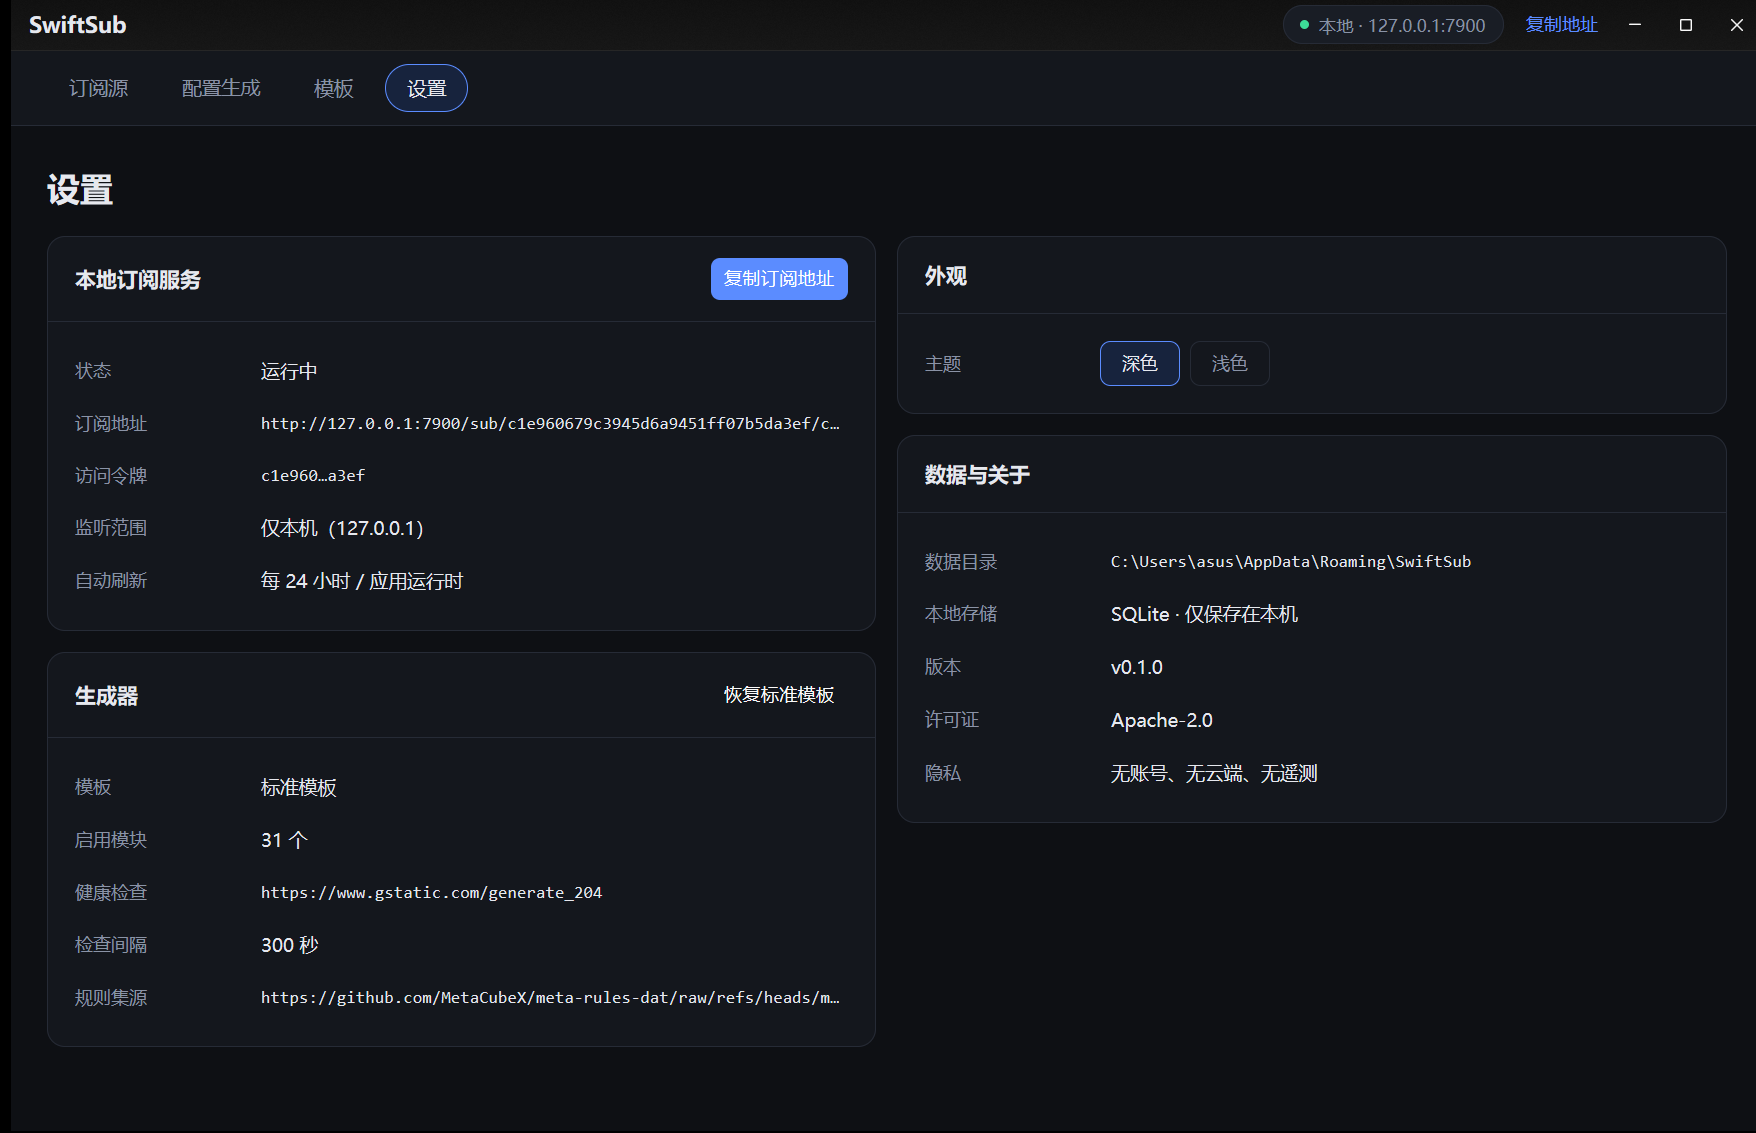 SwiftSub
本地 · 127.0.0.1:7900
复制地址
订阅源
配置生成
模板
设置
设置
本地订阅服务
复制订阅地址
状态
运行中
订阅地址
http://127.0.0.1:7900/sub/c1e960679c3945d6a9451ff07b5da3ef/c…
访问令牌
c1e960…a3ef
监听范围
仅本机（127.0.0.1）
自动刷新
每 24 小时 / 应用运行时
生成器
恢复标准模板
模板
标准模板
启用模块
31 个
健康检查
https://www.gstatic.com/generate_204
检查间隔
300 秒
规则集源
https://github.com/MetaCubeX/meta-rules-dat/raw/refs/heads/m…
外观
主题
深色
浅色
数据与关于
数据目录
C:\Users\asus\AppData\Roaming\SwiftSub
本地存储
SQLite · 仅保存在本机
版本
v0.1.0
许可证
Apache-2.0
隐私
无账号、无云端、无遥测